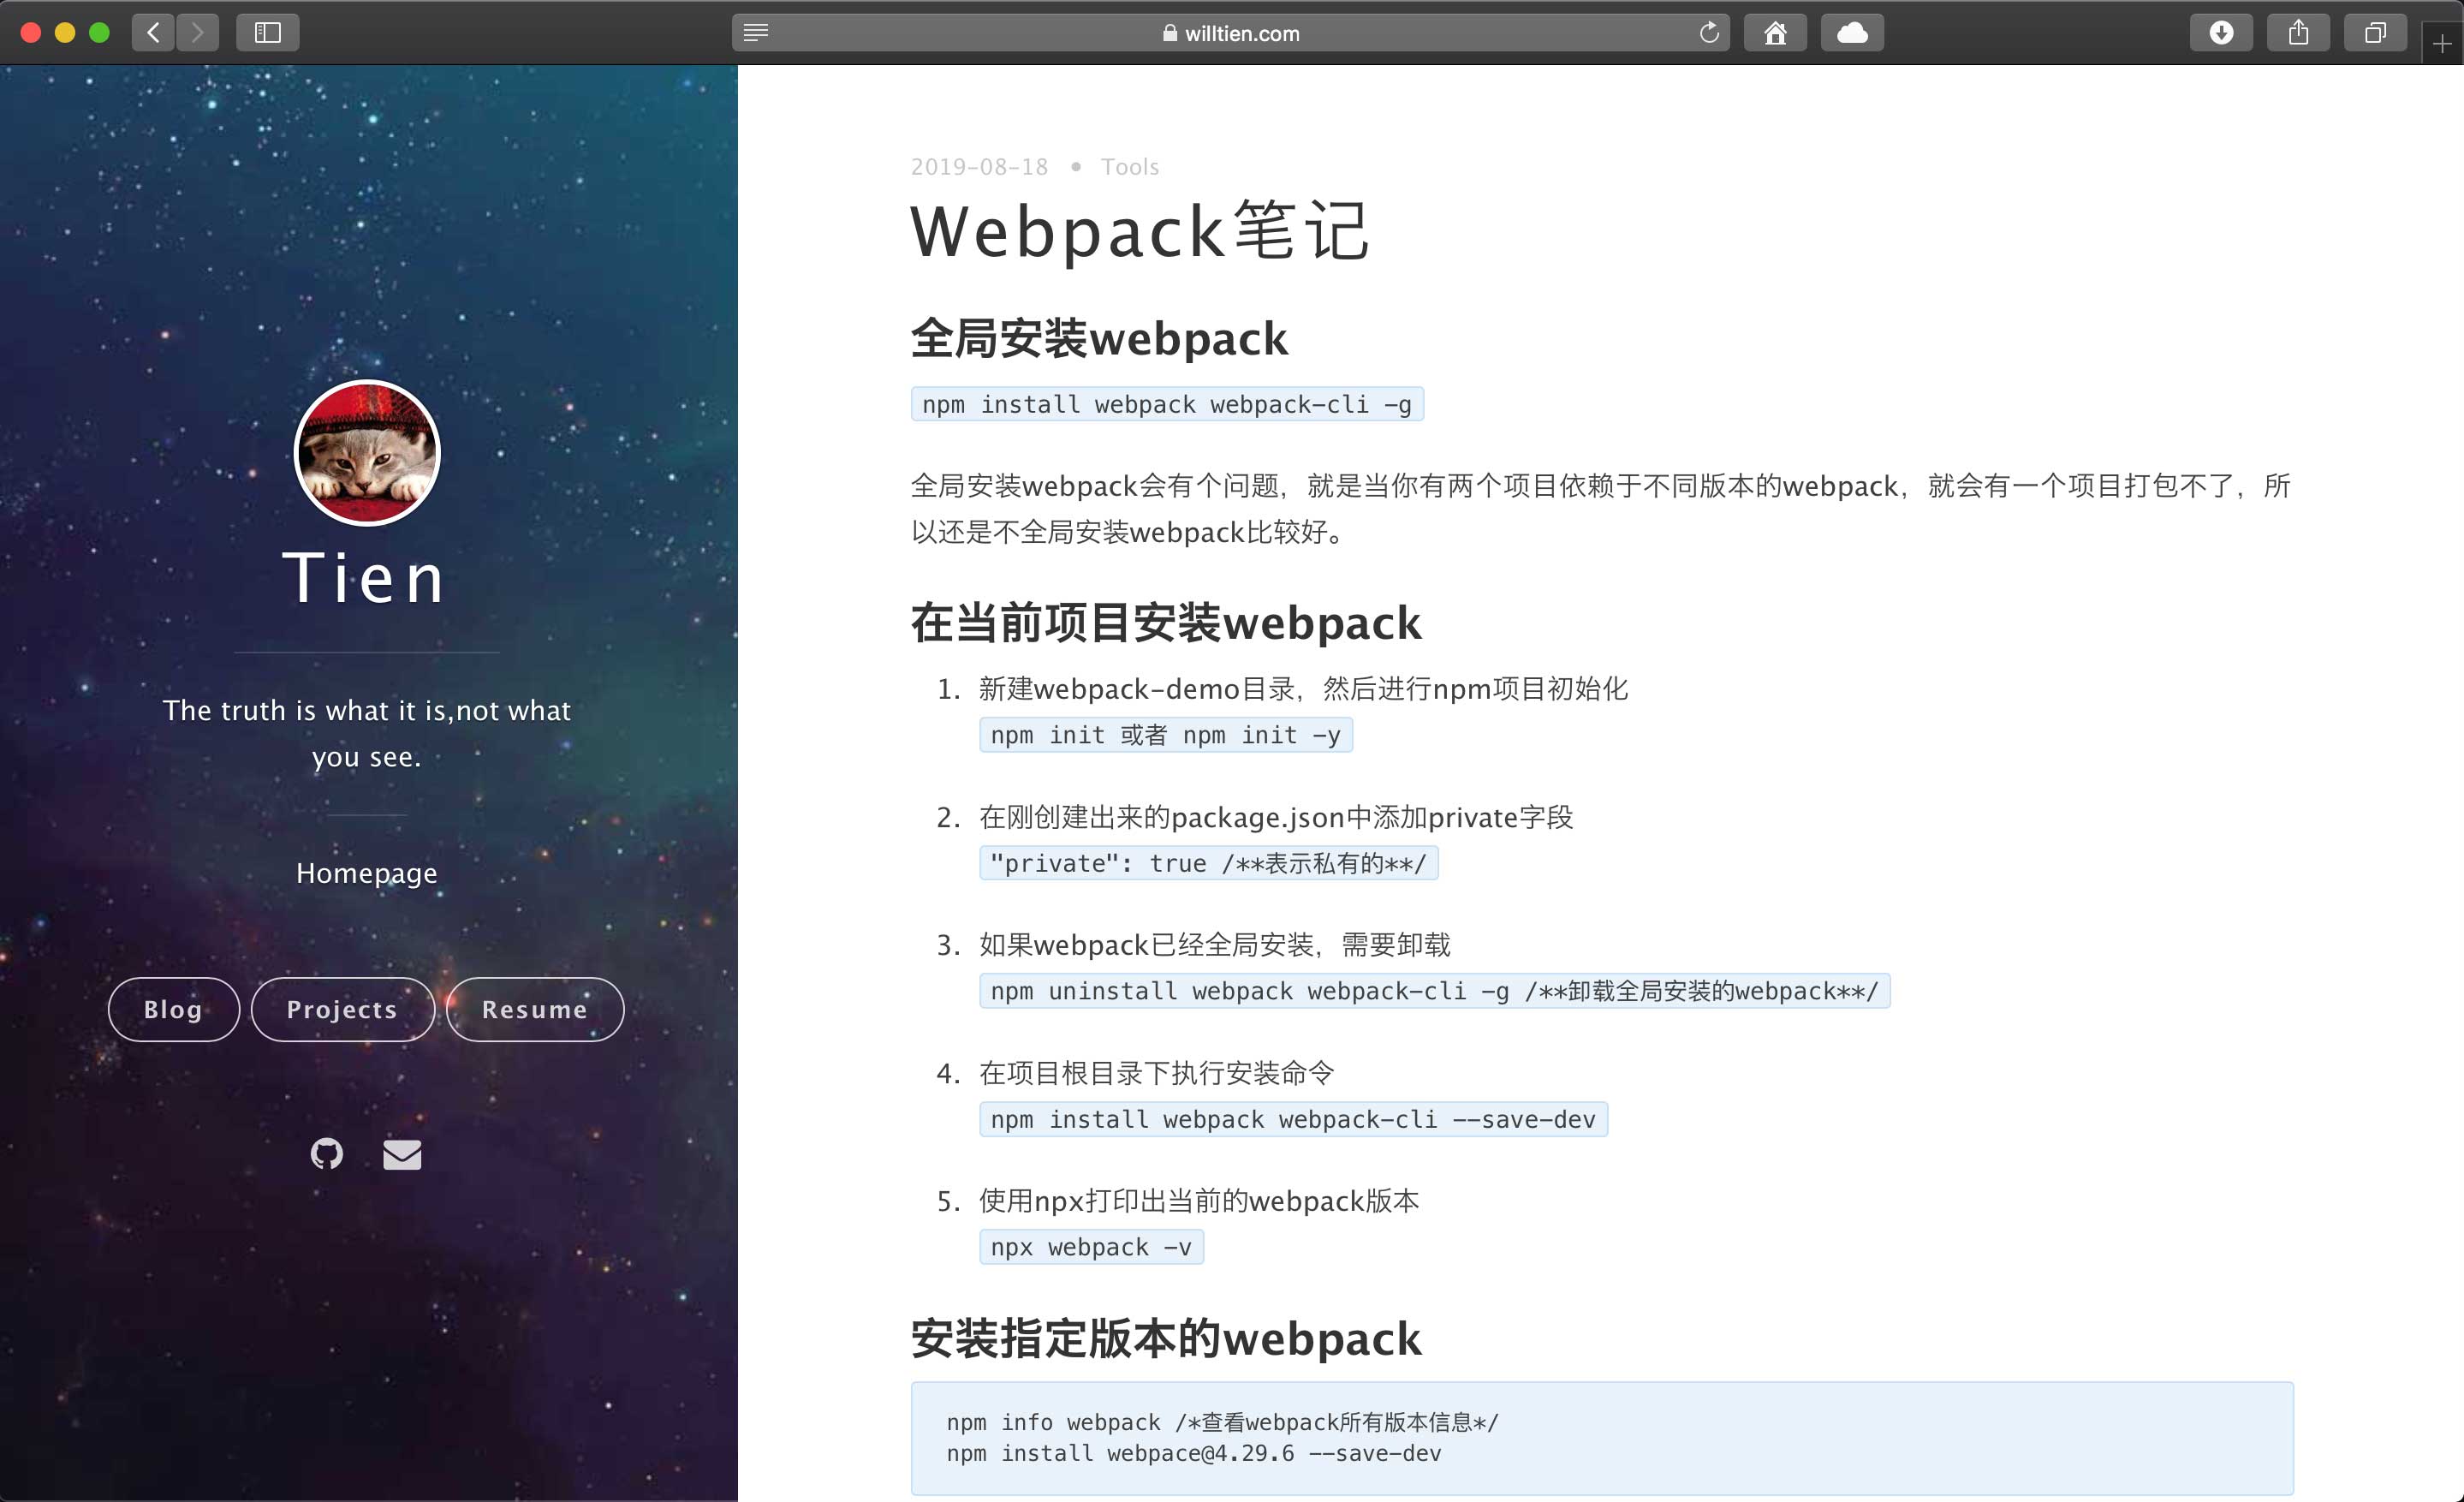 willtien.com
Tien
The truth is what it is,not what
you see.
Homepage
Blog
Projects
Resume
2019-08-18 • Tools
Webpack笔记
全局安装webpack
npm install webpack webpack-cli -g
全局安装webpack会有个问题，就是当你有两个项目依赖于不同版本的webpack，就会有一个项目打包不了，所
以还是不全局安装webpack比较好。
在当前项目安装webpack
1. 新建webpack-demo目录，然后进行npm项目初始化
npm init 或者 npm init -y
2. 在刚创建出来的package.json中添加private字段
"private": true /**表示私有的**/
3. 如果webpack已经全局安装，需要卸载
npm uninstall webpack webpack-cli -g /**卸载全局安装的webpack**/
4. 在项目根目录下执行安装命令
npm install webpack webpack-cli --save-dev
5. 使用npx打印出当前的webpack版本
npx webpack -v
安装指定版本的webpack
npm info webpack /*查看webpack所有版本信息*/
npm install webpace@4.29.6 --save-dev